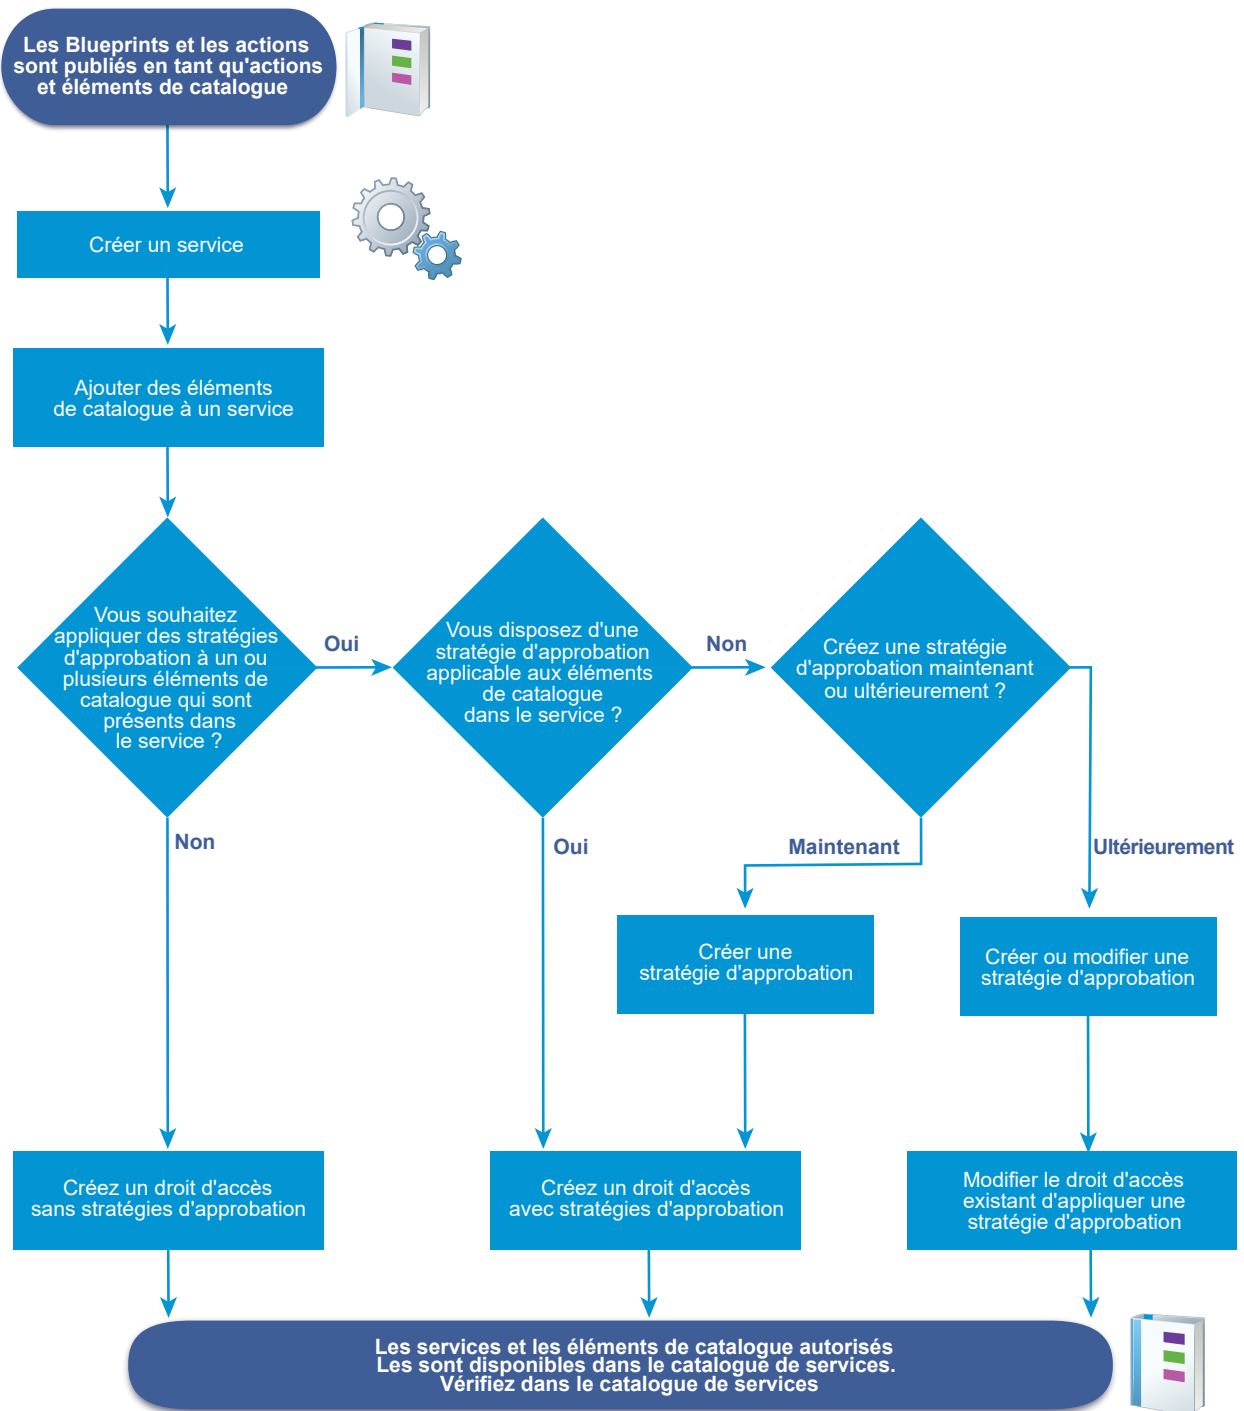 Les Blueprints et les actions
sont publiés en tant qu'actions
et éléments de catalogue
Créer un service
Ajouter des éléments
de catalogue à un service
Vous souhaitez
appliquer des stratégies
d'approbation à un ou
plusieurs éléments de
catalogue qui sont
présents dans
le service ?
Oui
Vous disposez d'une
stratégie d'approbation
applicable aux éléments
de catalogue
dans le service ?
Non
Créez une stratégie
d'approbation maintenant
ou ultérieurement ?
Non
Oui
Maintenant
Ultérieurement
Créer une
stratégie d'approbation
Créer ou modifier une
stratégie d'approbation
Créez un droit d'accès
sans stratégies d'approbation
Créez un droit d'accès
avec stratégies d'approbation
Modifier le droit d'accès
existant d'appliquer une
stratégie d'approbation
Les services et les éléments de catalogue autorisés
Les sont disponibles dans le catalogue de services.
Vérifiez dans le catalogue de services